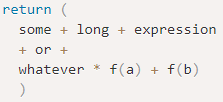 return (
some + long + expression
+ or +
whatever * f(a) + f(b)
)